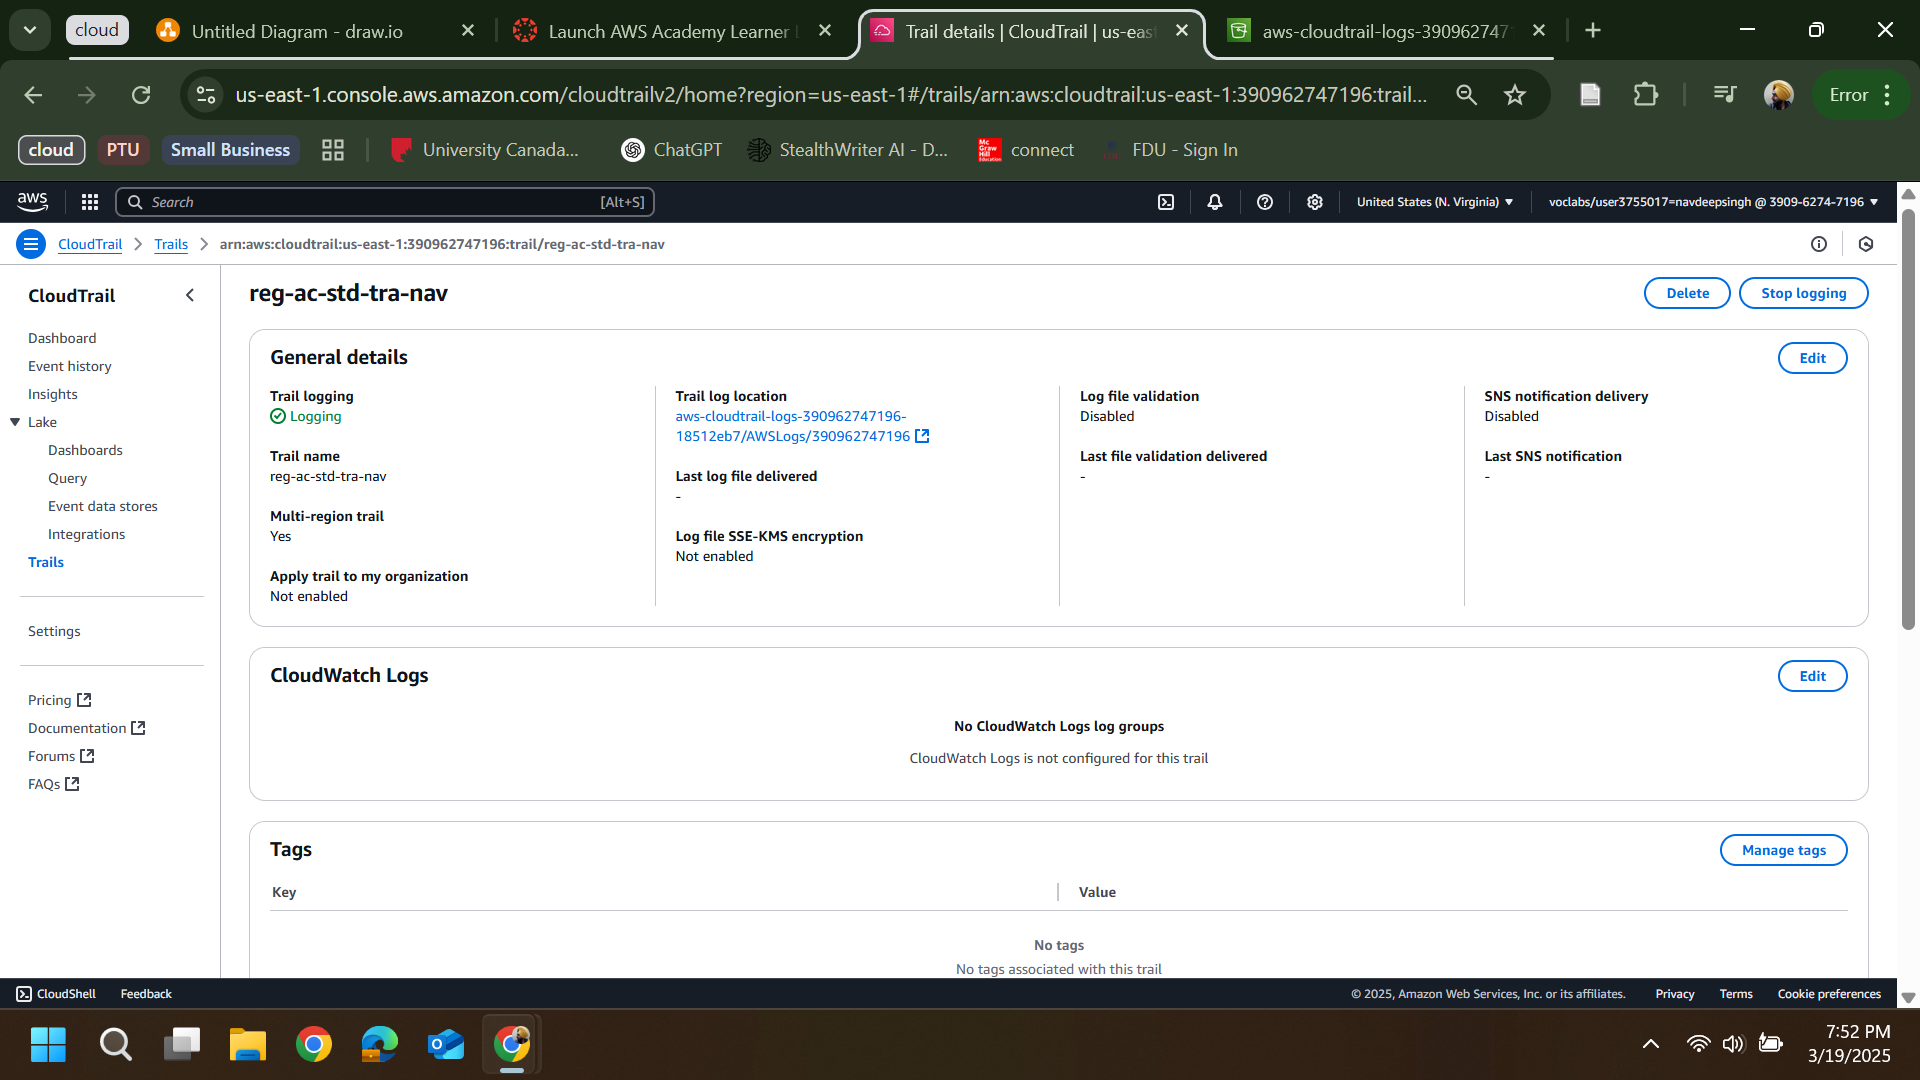 cloud
Untitled Diagram - draw.io
Launch AWS Academy Learner
Trail details | CloudTrail | us-eas
aws-cloudtrail-logs-390962747
us-east-1.console.aws.amazon.com/cloudtrailv2/home?region=us-east-1#/trails/arn:aws:cloudtrail:us-east-1:390962747196:trail...
Error
cloud
PTU
Small Business
University Canada...
ChatGPT
StealthWriter AI - D...
Mc Graw Hill Education
connect
FDU - Sign In
aws
Search
[Alt+S]
United States (N. Virginia)
voclabs/user3755017=navdeepsingh @ 3909-6274-7196
CloudTrail
Trails
arn:aws:cloudtrail:us-east-1:390962747196:trail/reg-ac-std-tra-nav
CloudTrail
Dashboard
Event history
Insights
Lake
Dashboards
Query
Event data stores
Integrations
Trails
Settings
Pricing
Documentation
Forums
FAQs
reg-ac-std-tra-nav
Delete
Stop logging
General details
Edit
Trail logging
Logging
Trail name
reg-ac-std-tra-nav
Multi-region trail
Yes
Apply trail to my organization
Not enabled
Trail log location
aws-cloudtrail-logs-390962747196-
18512eb7/AWSLogs/390962747196
Last log file delivered
-
Log file SSE-KMS encryption
Not enabled
Log file validation
Disabled
Last file validation delivered
-
SNS notification delivery
Disabled
Last SNS notification
-
CloudWatch Logs
Edit
No CloudWatch Logs log groups
CloudWatch Logs is not configured for this trail
Tags
Manage tags
Key
Value
No tags
No tags associated with this trail
CloudShell
Feedback
© 2025, Amazon Web Services, Inc. or its affiliates.
Privacy
Terms
Cookie preferences
7:52 PM
3/19/2025